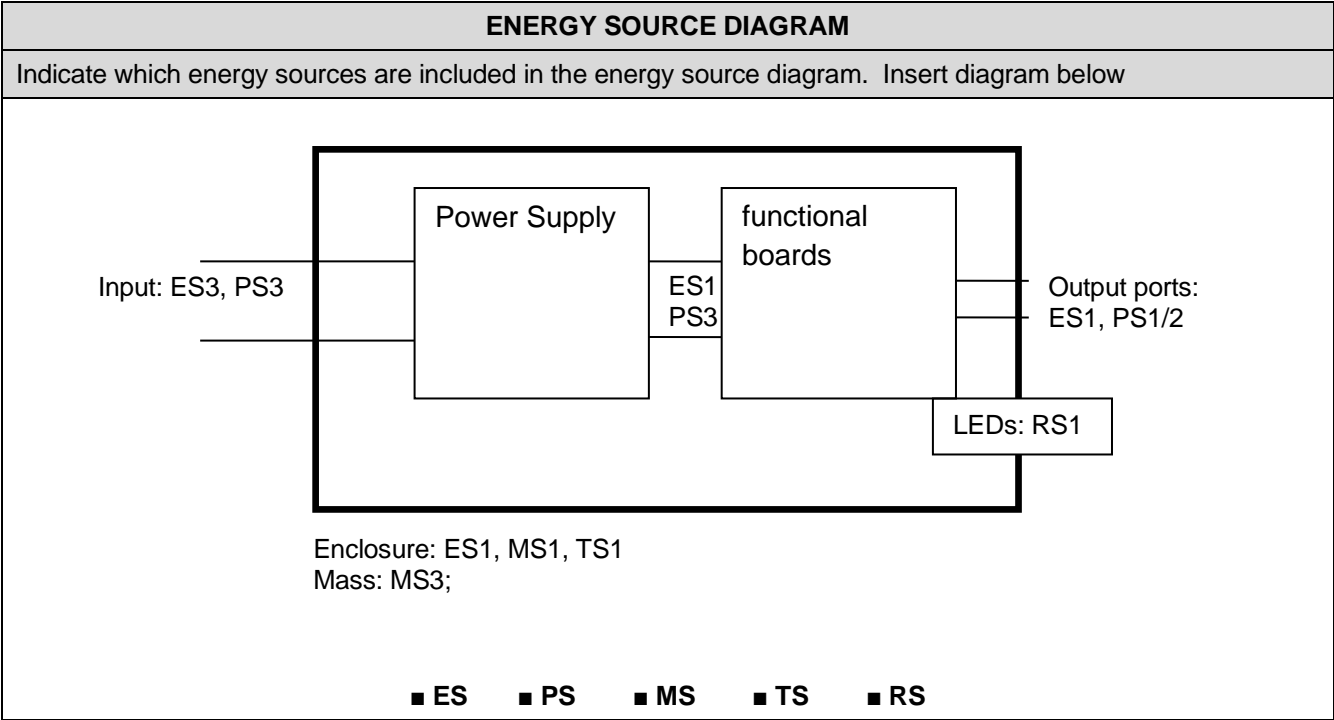 ENERGY SOURCE DIAGRAM
Indicate which energy sources are included in the energy source diagram.  Insert diagram below
Power Supply
functional
boards
Input: ES3, PS3
ES1
PS3
Output ports:
ES1, PS1/2
LEDs: RS1
Enclosure: ES1, MS1, TS1
Mass: MS3;
■ ES ■ PS ■ MS ■ TS ■ RS